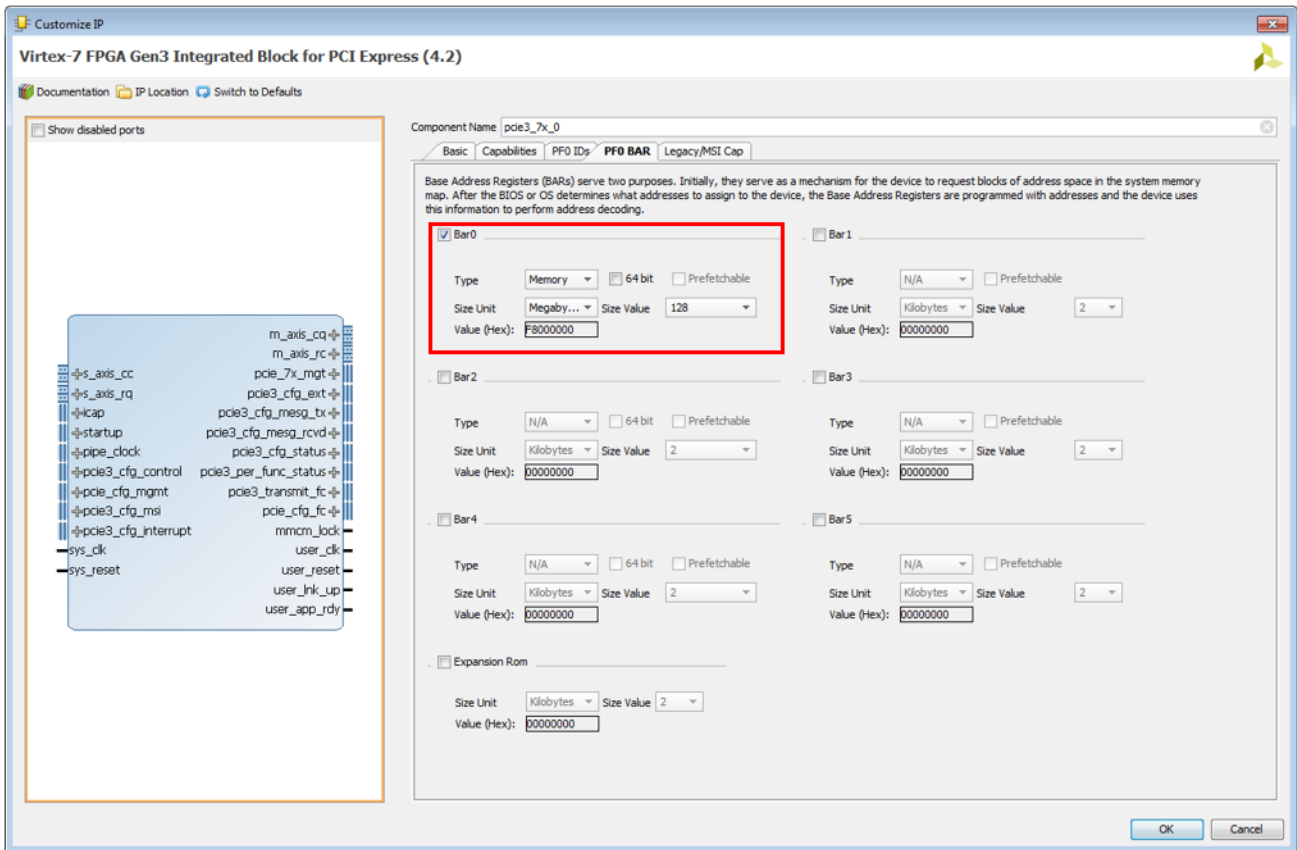 Customize IP
Virtex-7 FPGA Gen3 Integrated Block for PCI Express (4.2)
Documentation IP Location Switch to Defaults
Show disabled ports
m_axis_cq
m_axis_rc
s_axis_cc pcie_7x_mgt
s_axis_rq pcie3_cfg_ext
icap pcie3_cfg_mesg_tx
startup pcie3_cfg_mesg_rcvd
pipe_clock pcie3_cfg_status
pcie3_cfg_control pcie3_per_func_status
pcie_cfg_mgmt pcie3_transmit_fc
pcie3_cfg_msi pcie_cfg_fc
pcie3_cfg_interrupt mmcm_lock
sys_clk user_clk
sys_reset user_reset
user_lnk_up
user_app_rdy
Component Name pcie3_7x_0
Basic Capabilities PF0 IDs PF0 BAR Legacy/MSI Cap
Base Address Registers (BARs) serve two purposes. Initially, they serve as a mechanism for the device to request blocks of address space in the system memory
map. After the BIOS or OS determines what addresses to assign to the device, the Base Address Registers are programmed with addresses and the device uses
this information to perform address decoding.
Bar0
Type Memory 64 bit Prefetchable
Size Unit Megaby... Size Value 128
Value (Hex): F8000000
Bar1
Type N/A Prefetchable
Size Unit Kilobytes Size Value 2
Value (Hex): 00000000
Bar2
Type N/A 64 bit Prefetchable
Size Unit Kilobytes Size Value 2
Value (Hex): 00000000
Bar3
Type N/A Prefetchable
Size Unit Kilobytes Size Value 2
Value (Hex): 00000000
Bar4
Type N/A 64 bit Prefetchable
Size Unit Kilobytes Size Value 2
Value (Hex): 00000000
Bar5
Type N/A Prefetchable
Size Unit Kilobytes Size Value 2
Value (Hex): 00000000
Expansion Rom
Size Unit Kilobytes Size Value 2
Value (Hex): 00000000
OK Cancel